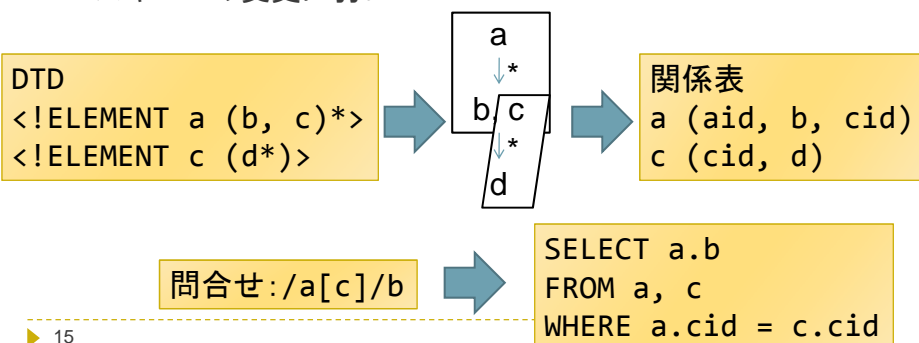 DTD
<!ELEMENT a (b, c)*>
<!ELEMENT c (d*)>
a
*
b, c
*
d
関係表
a (aid, b, cid)
c (cid, d)
問合せ:/a[c]/b
SELECT a.b
FROM a, c
WHERE a.cid = c.cid
15